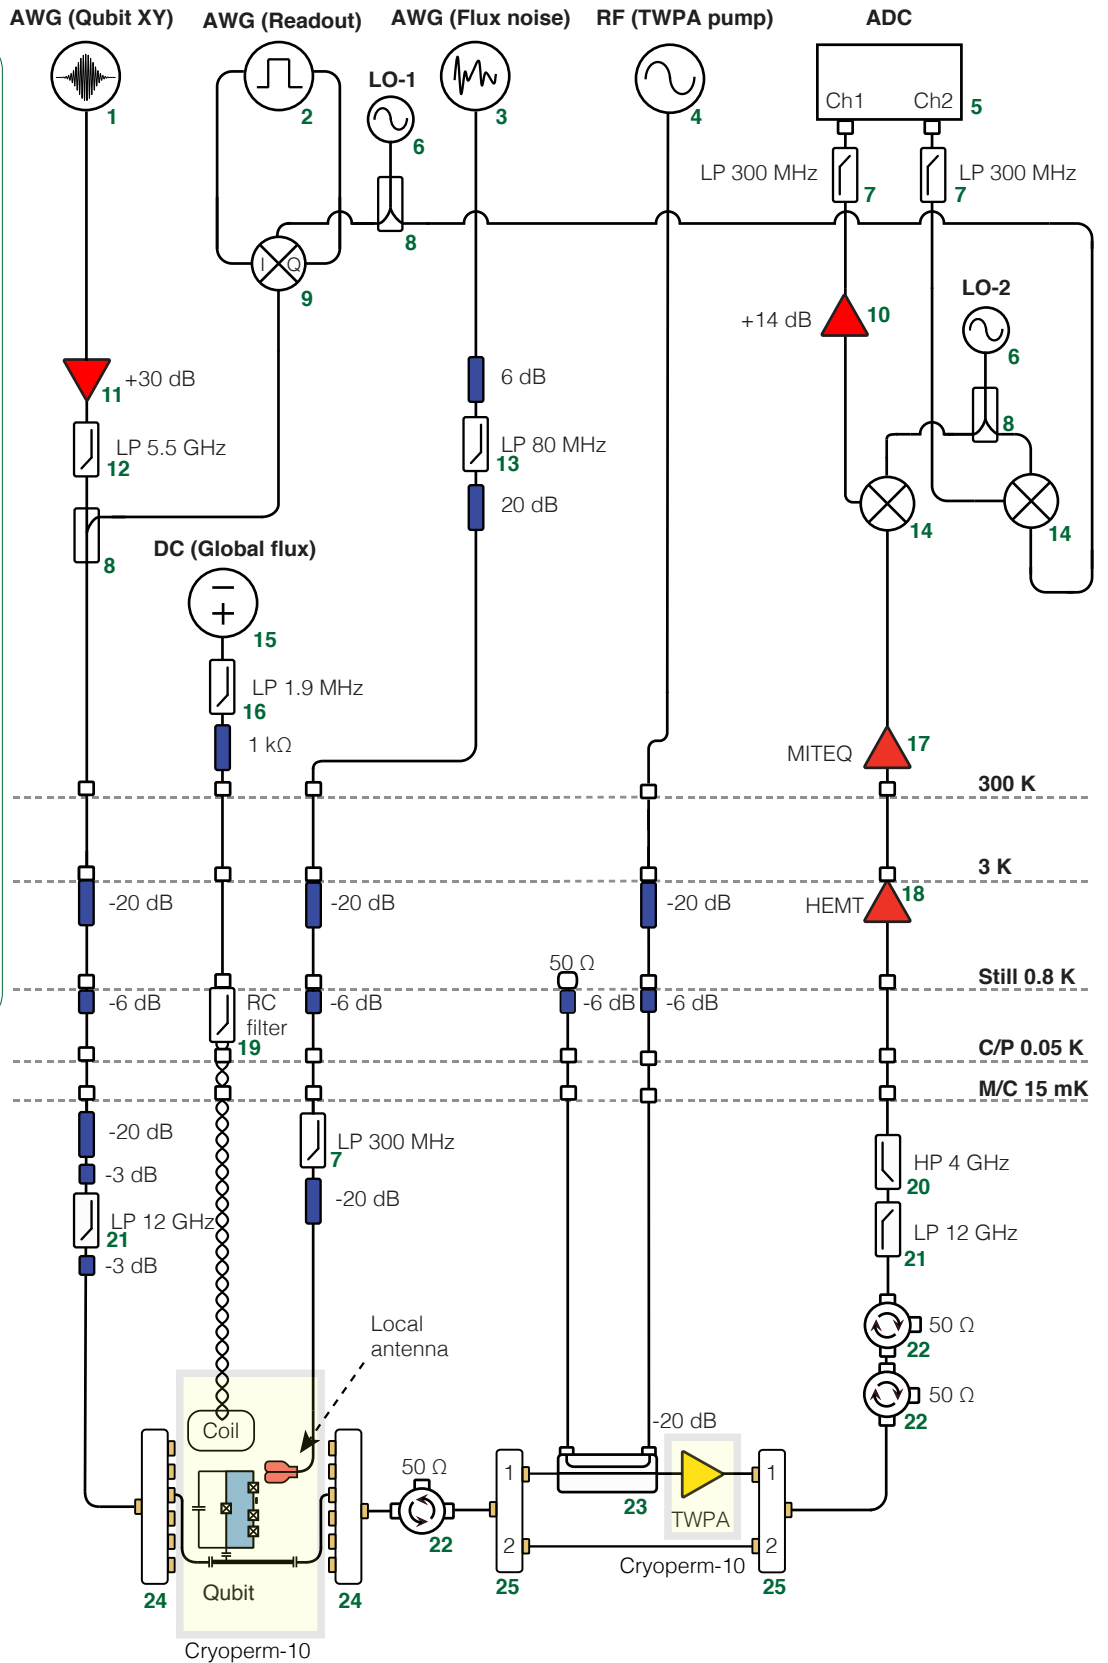 AWG (Qubit XY)
AWG (Readout)
AWG (Flux noise)
RF (TWPA pump)
ADC
1
2
LO-1
6
3
4
Ch1
Ch2
5
LP 300 MHz
7
LP 300 MHz
7
8
I
Q
9
+14 dB
10
LO-2
6
8
+30 dB
11
6 dB
LP 5.5 GHz
12
LP 80 MHz
13
20 dB
14
14
8
DC (Global flux)
15
LP 1.9 MHz
16
1 kΩ
MITEQ
17
300 K
3 K
-20 dB
-20 dB
-20 dB
HEMT
18
50 Ω
Still 0.8 K
-6 dB
RC
filter
19
-6 dB
-6 dB
-6 dB
C/P 0.05 K
M/C 15 mK
-20 dB
LP 300 MHz
7
-3 dB
HP 4 GHz
20
-20 dB
LP 12 GHz
21
LP 12 GHz
21
-3 dB
Local
antenna
50 Ω
22
50 Ω
22
Coil
-20 dB
50 Ω
1
1
23
TWPA
22
2
2
Cryoperm-10
Qubit
24
24
25
25
Cryoperm-10